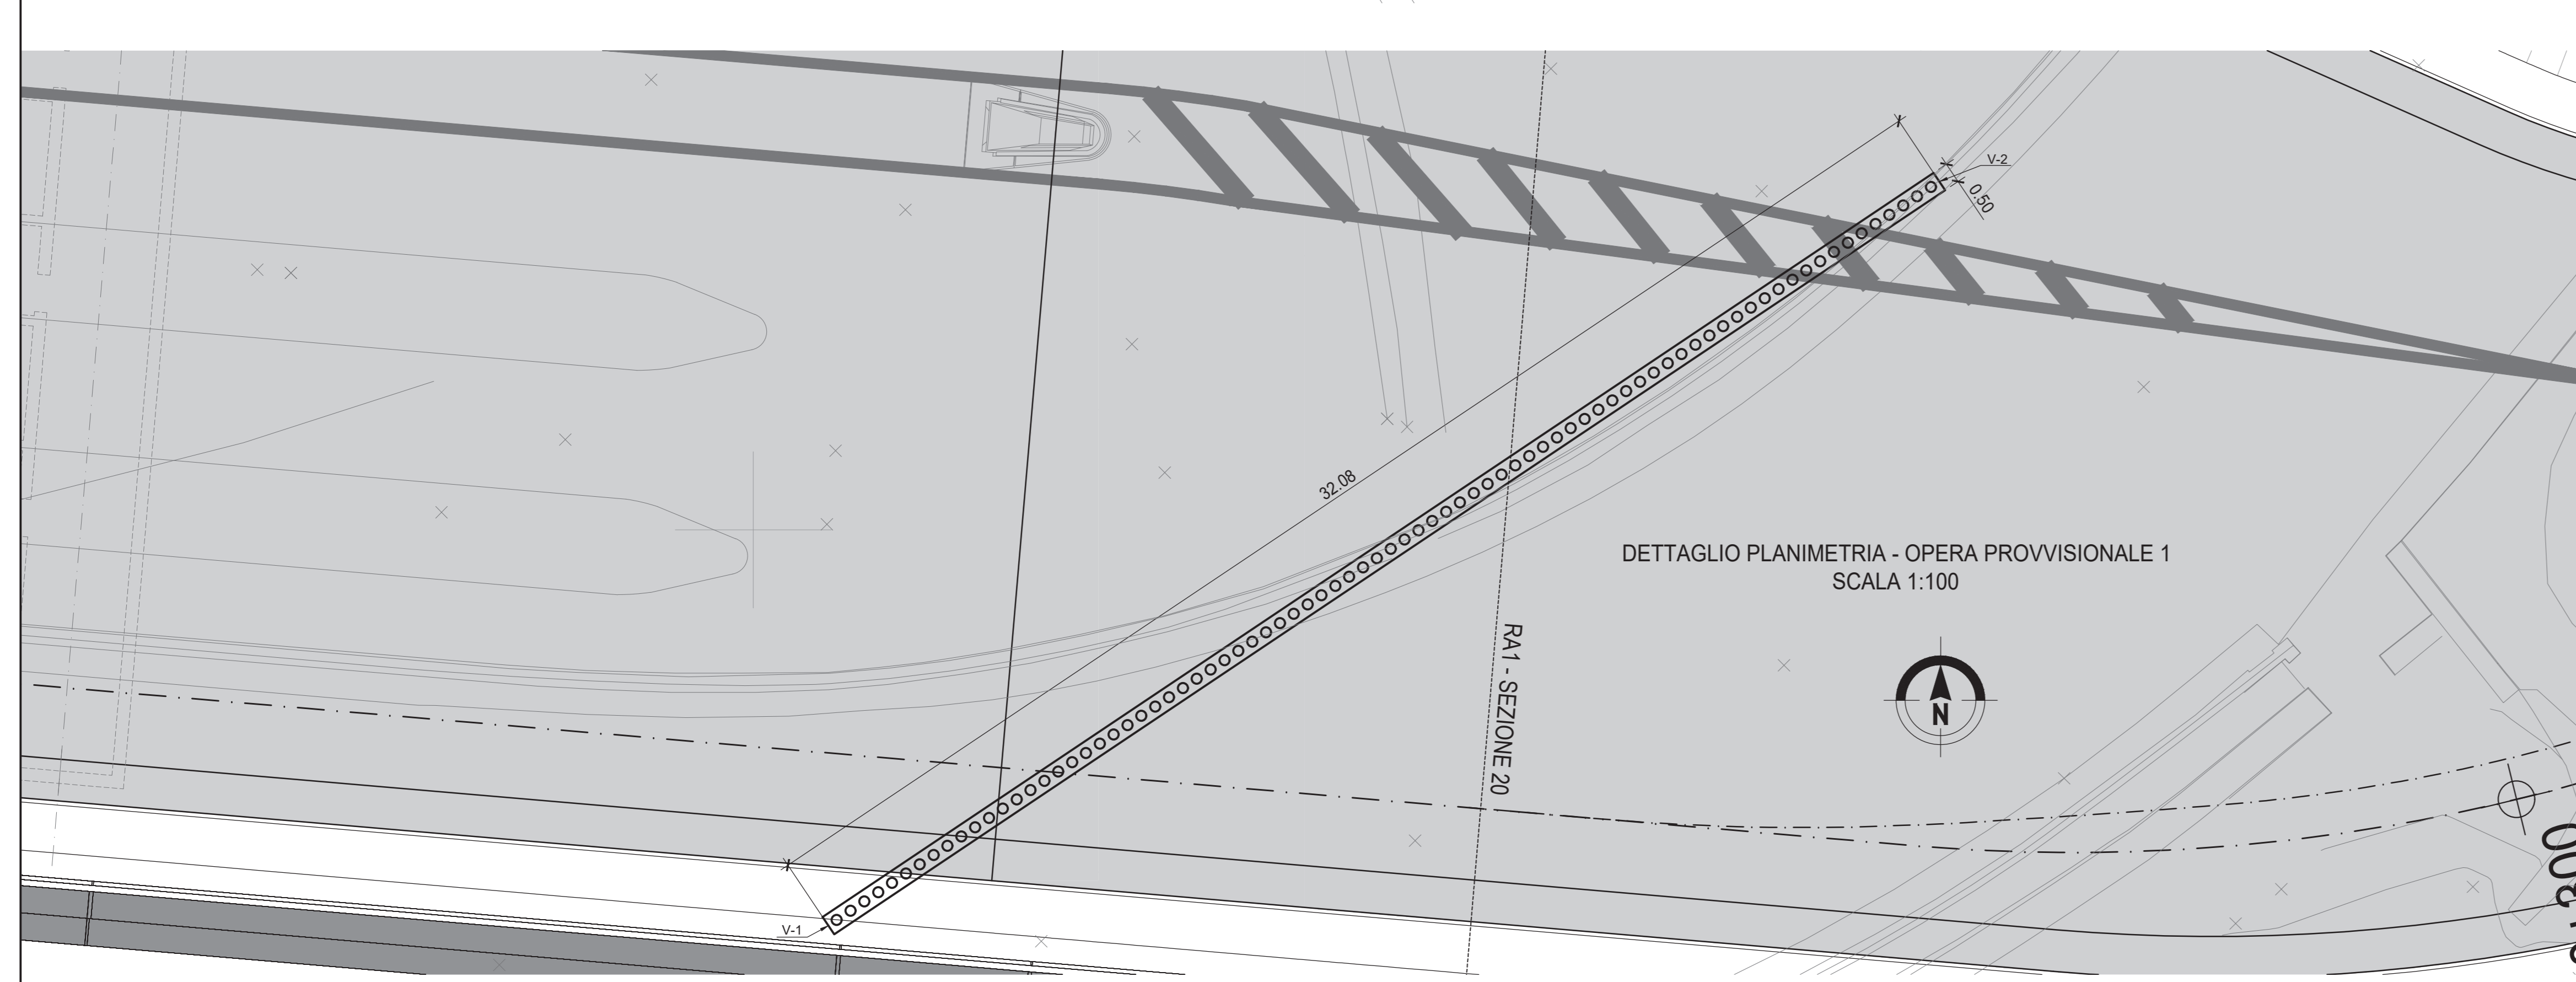 V-2
0.50
32.08
DETTAGLIO PLANIMETRIA - OPERA PROVVISIONALE 1
SCALA 1:100
RA1 - SEZIONE 20
N
V-1